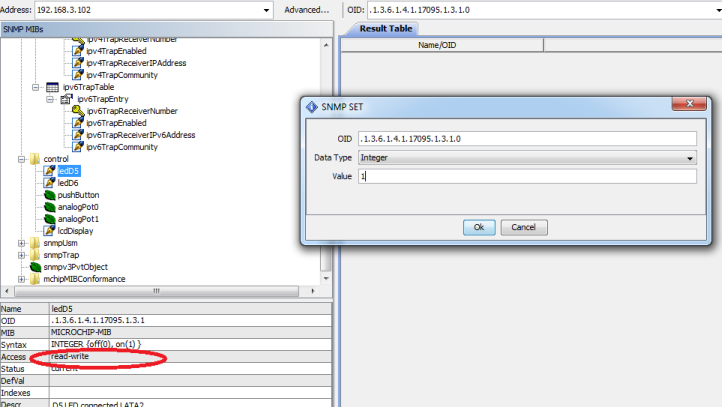 Address: 192.168.3.102 Advanced... OID: .1.3.6.1.4.1.17095.1.3.1.0
SNMP MIBs
Result Table
Name/OID
ipv4TrapReceiverNumber
ipv4TrapEnabled
ipv4TrapReceiverIPAddress
ipv4TrapCommunity
ipv6TrapTable
ipv6TrapEntry
ipv6TrapReceiverNumber
ipv6TrapEnabled
ipv6TrapReceiverIPv6Address
ipv6TrapCommunity
control
ledD5
ledD6
pushButton
analogPot0
analogPot1
lcdDisplay
snmpUsm
snmpTrap
snmpv3PvtObject
mchipMIBConformance
SNMP SET
OID .1.3.6.1.4.1.17095.1.3.1.0
Data Type Integer
Value 1
Ok Cancel
Name ledD5
OID .1.3.6.1.4.1.17095.1.3.1
MIB MICROCHIP-MIB
Syntax INTEGER {off(0), on(1) }
Access read-write
Status current
DefVal
Indexes
Descr D5 LED connected LATA2